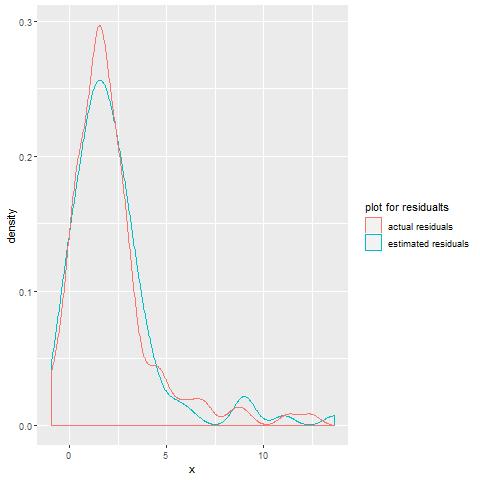 0.3
0.2
0.1
0.0
density
0
5
10
x
plot for residualts
actual residuals
estimated residuals